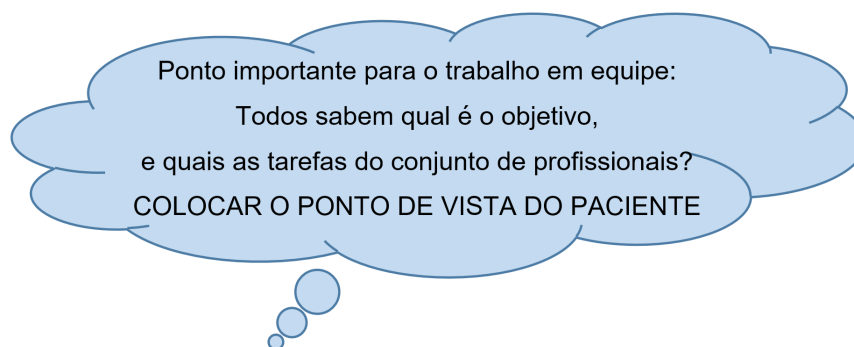 Ponto importante para o trabalho em equipe:
Todos sabem qual é o objetivo,
e quais as tarefas do conjunto de profissionais?
COLOCAR O PONTO DE VISTA DO PACIENTE